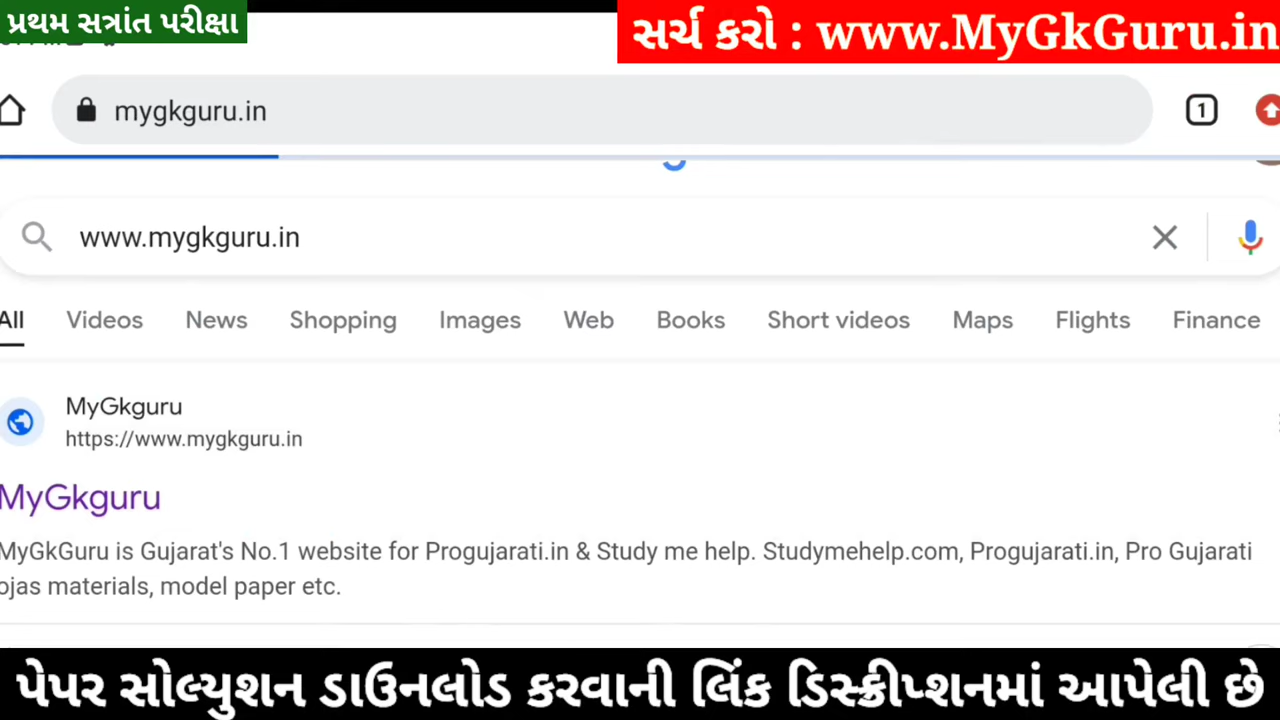 પ્રથમ સત્રાંત પરીક્ષા
સર્ચ કરો : www.MyGkGuru.in
mygkguru.in
1
www.mygkguru.in
All Videos News Shopping Images Web Books Short videos Maps Flights Finance
MyGkguru
https://www.mygkguru.in
MyGkguru
MyGkGuru is Gujarat's No.1 website for Progujarati.in & Study me help. Studymehelp.com, Progujarati.in, Pro Gujarati
ojas materials, model paper etc.
પેપર સોલ્યુશન ડાઉનલોડ કરવાની લિંક ડિસ્ક્રીપ્શનમાં આપેલી છે